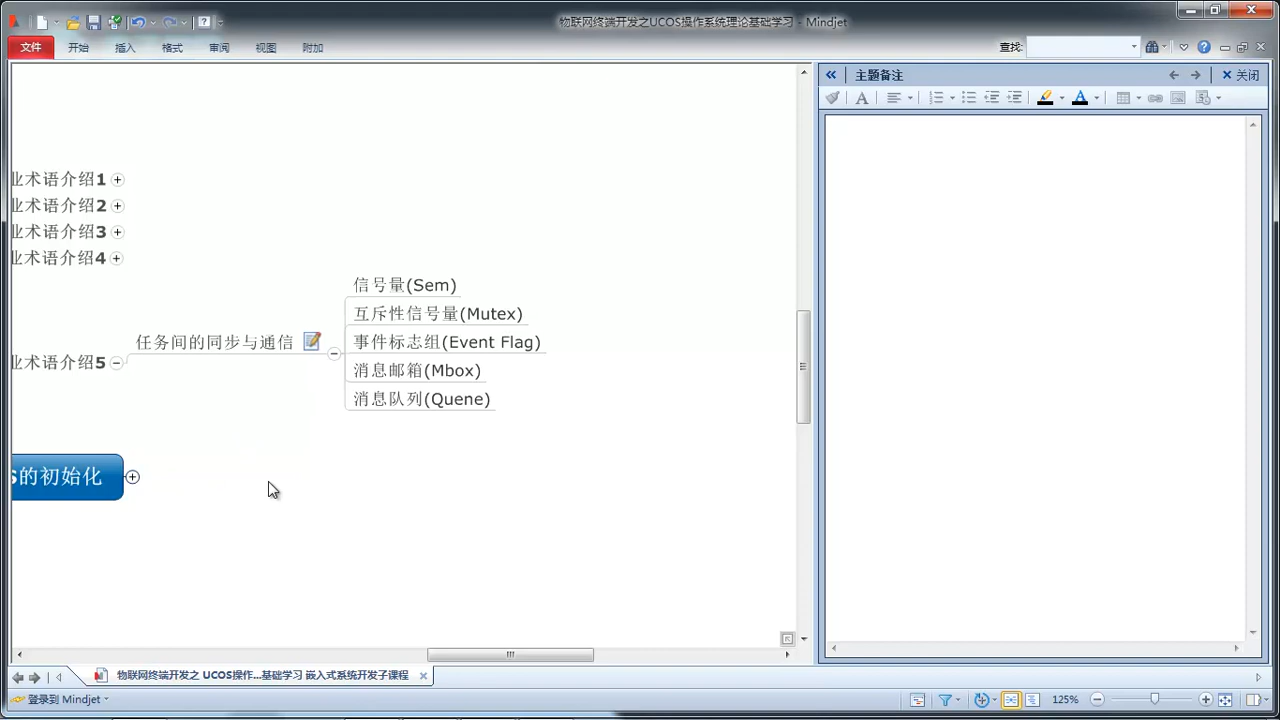 物联网终端开发之UCOS操作系统理论基础学习 - Mindjet
文件 开始 插入 格式 审阅 视图 附加 查找:
主题备注 关闭
业术语介绍1
业术语介绍2
业术语介绍3
业术语介绍4
信号量(Sem)
互斥性信号量(Mutex)
任务间的同步与通信
事件标志组(Event Flag)
业术语介绍5
消息邮箱(Mbox)
消息队列(Quene)
S的初始化
物联网终端开发之 UCOS操作...基础学习 嵌入式系统开发子课程
登录到 Mindjet
125%